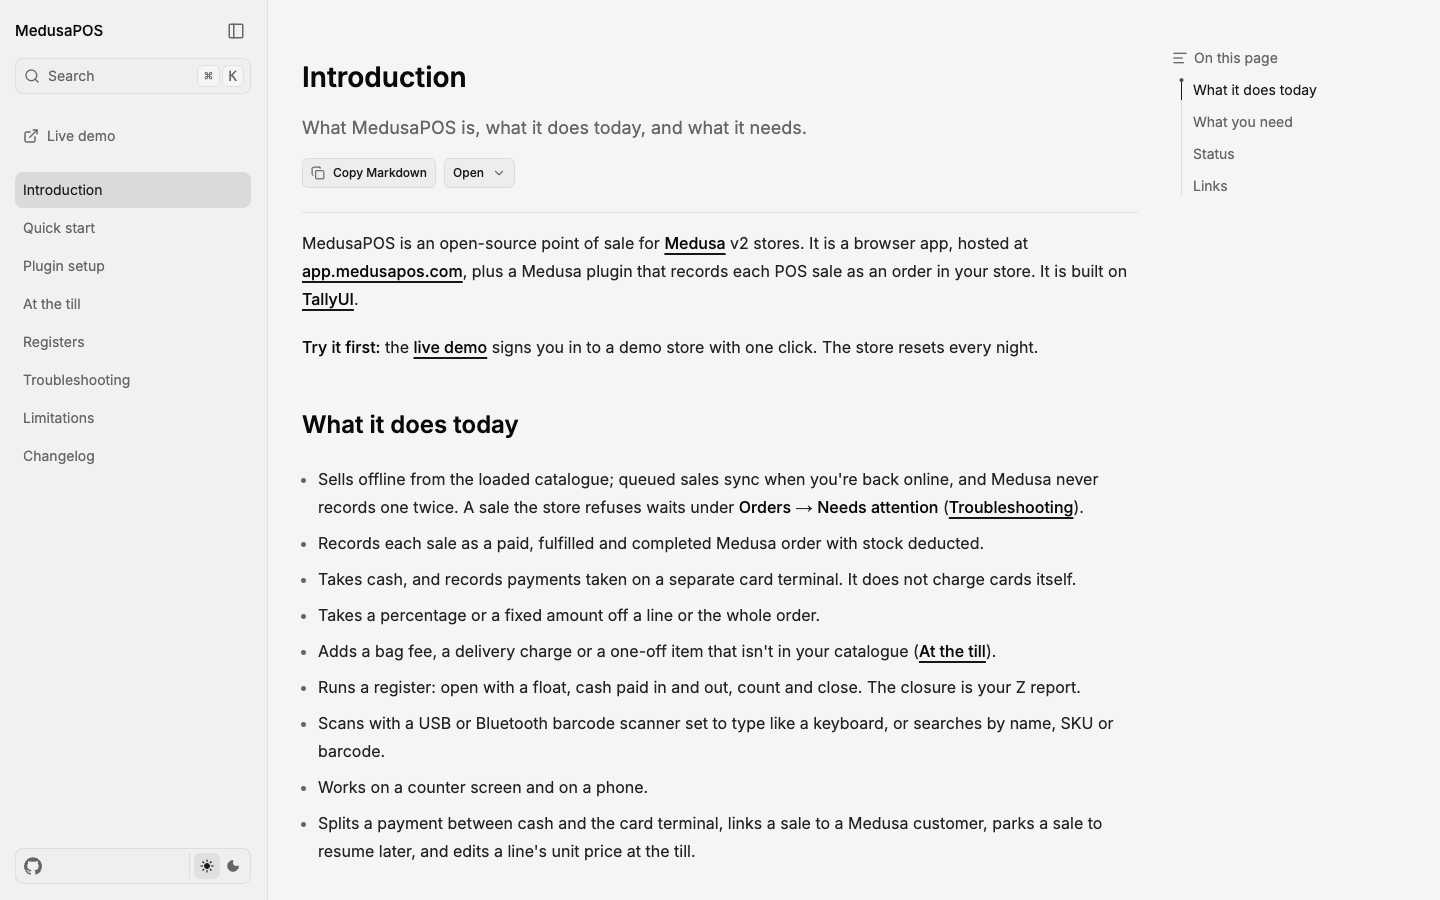 MedusaPOS
Search
⌘ K
Live demo
Introduction
Quick start
Plugin setup
At the till
Registers
Troubleshooting
Limitations
Changelog
Introduction
What MedusaPOS is, what it does today, and what it needs.
Copy Markdown
Open
MedusaPOS is an open-source point of sale for Medusa v2 stores. It is a browser app, hosted at
app.medusapos.com, plus a Medusa plugin that records each POS sale as an order in your store. It is built on
TallyUI.
Try it first: the live demo signs you in to a demo store with one click. The store resets every night.
What it does today
Sells offline from the loaded catalogue; queued sales sync when you're back online, and Medusa never
records one twice. A sale the store refuses waits under Orders → Needs attention (Troubleshooting).
Records each sale as a paid, fulfilled and completed Medusa order with stock deducted.
Takes cash, and records payments taken on a separate card terminal. It does not charge cards itself.
Takes a percentage or a fixed amount off a line or the whole order.
Adds a bag fee, a delivery charge or a one-off item that isn't in your catalogue (At the till).
Runs a register: open with a float, cash paid in and out, count and close. The closure is your Z report.
Scans with a USB or Bluetooth barcode scanner set to type like a keyboard, or searches by name, SKU or
barcode.
Works on a counter screen and on a phone.
Splits a payment between cash and the card terminal, links a sale to a Medusa customer, parks a sale to
resume later, and edits a line's unit price at the till.
On this page
What it does today
What you need
Status
Links